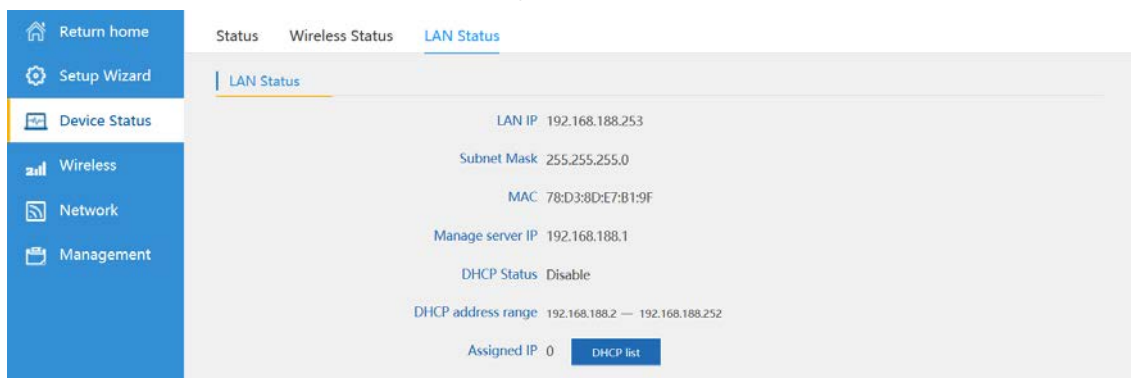 Return home
Setup Wizard
Device Status
Wireless
Network
Management
Status Wireless Status LAN Status
LAN Status
LAN IP 192.168.188.253
Subnet Mask 255.255.255.0
MAC 78:D3:8D:E7:B1:9F
Manage server IP 192.168.188.1
DHCP Status Disable
DHCP address range 192.168.188.2 — 192.168.188.252
Assigned IP 0 DHCP list